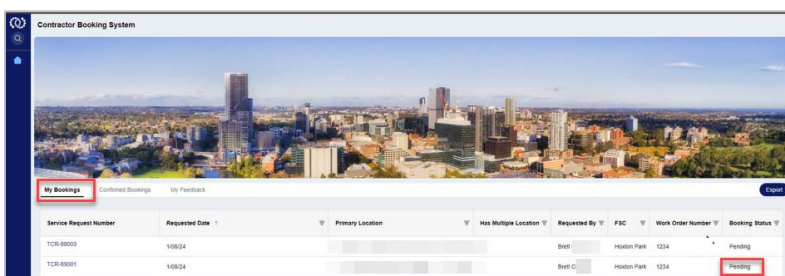 Contractor Booking System
My Bookings Confirmed Bookings My Feedback Export
Service Request Number Requested Date Primary Location Has Multiple Location Requested By FSC Work Order Number Booking Status
TCR-88003 1/08/24 Brett Hoxton Park 1234 Pending
TCR-89001 1/08/24 Brett G Hoxton Park 1234 Pending